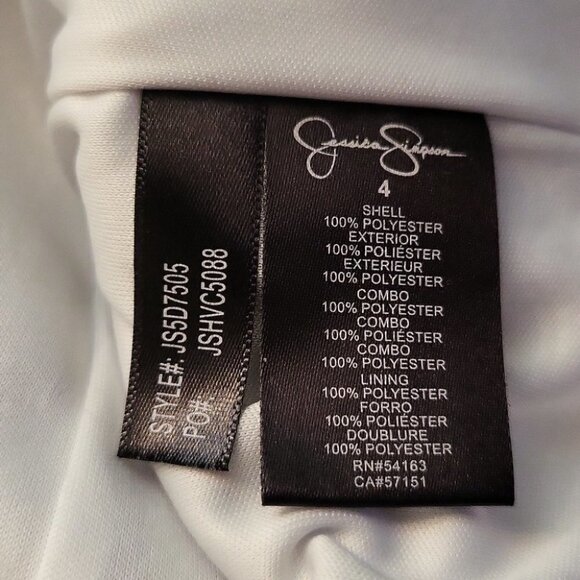 Jessica Simpson
4
SHELL
100% POLYESTER
EXTERIOR
100% POLIÉSTER
EXTERIEUR
100% POLYESTER
COMBO
100% POLYESTER
COMBO
100% POLIÉSTER
COMBO
100% POLYESTER
LINING
100% POLYESTER
FORRO
100% POLIÉSTER
DOUBLURE
100% POLYESTER
RN#54163
CA#57151
STYLE#: JS5D7505
PO#: JSHVC5088